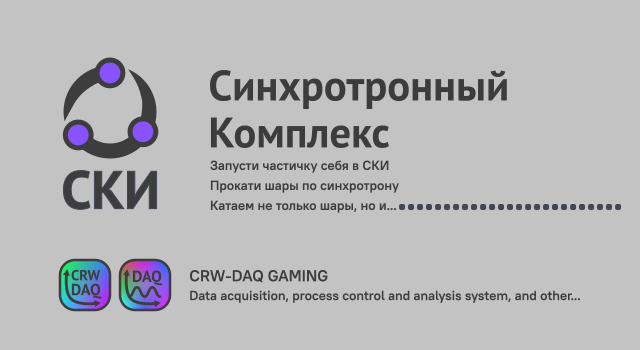 Синхротронный
Комплекс
Запусти частичку себя в СКИ
Прокати шары по синхротрону
Катаем не только шары, но и...
СКИ
CRW
DAQ
DAQ
CRW-DAQ GAMING
Data acquisition, process control and analysis system, and other...